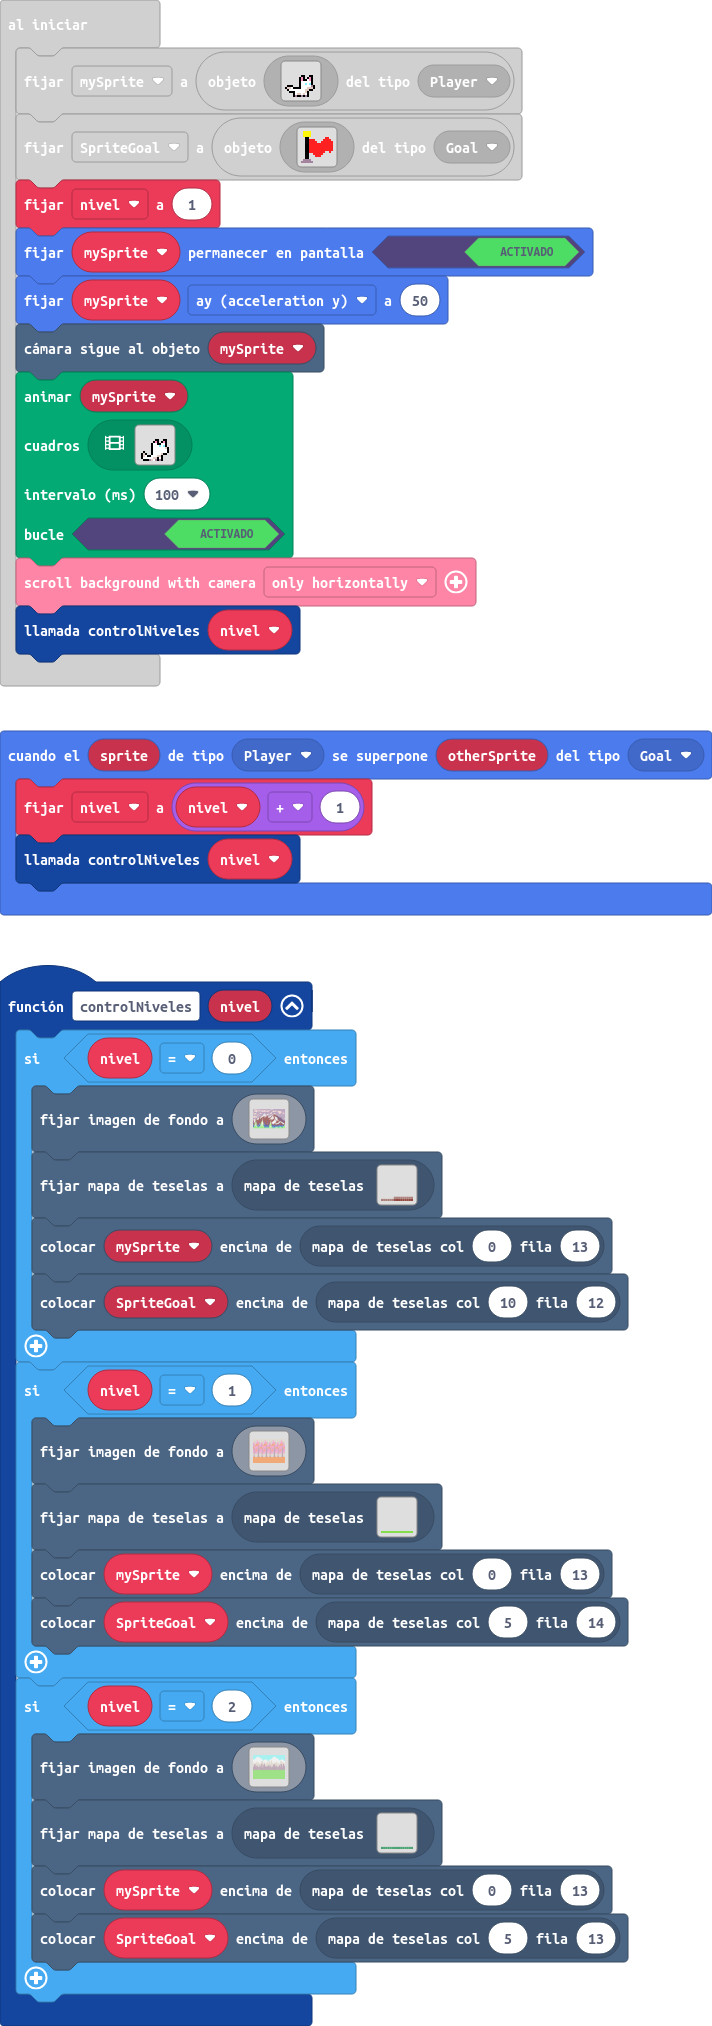 al iniciar
fijar mySprite a objeto del tipo Player
fijar SpriteGoal a objeto del tipo Goal
fijar nivel a 1
fijar mySprite permanecer en pantalla ACTIVADO
fijar mySprite ay (acceleration y) a 50
cámara sigue al objeto mySprite
animar mySprite
cuadros
intervalo (ms) 100
bucle ACTIVADO
scroll background with camera only horizontally
llamada controlNiveles nivel
cuando el sprite de tipo Player se superpone otherSprite del tipo Goal
fijar nivel a nivel + 1
llamada controlNiveles nivel
función controlNiveles nivel
si nivel = 0 entonces
fijar imagen de fondo a
fijar mapa de teselas a mapa de teselas
colocar mySprite encima de mapa de teselas col 0 fila 13
colocar SpriteGoal encima de mapa de teselas col 10 fila 12
si nivel = 1 entonces
fijar imagen de fondo a
fijar mapa de teselas a mapa de teselas
colocar mySprite encima de mapa de teselas col 0 fila 13
colocar SpriteGoal encima de mapa de teselas col 5 fila 14
si nivel = 2 entonces
fijar imagen de fondo a
fijar mapa de teselas a mapa de teselas
colocar mySprite encima de mapa de teselas col 0 fila 13
colocar SpriteGoal encima de mapa de teselas col 5 fila 13